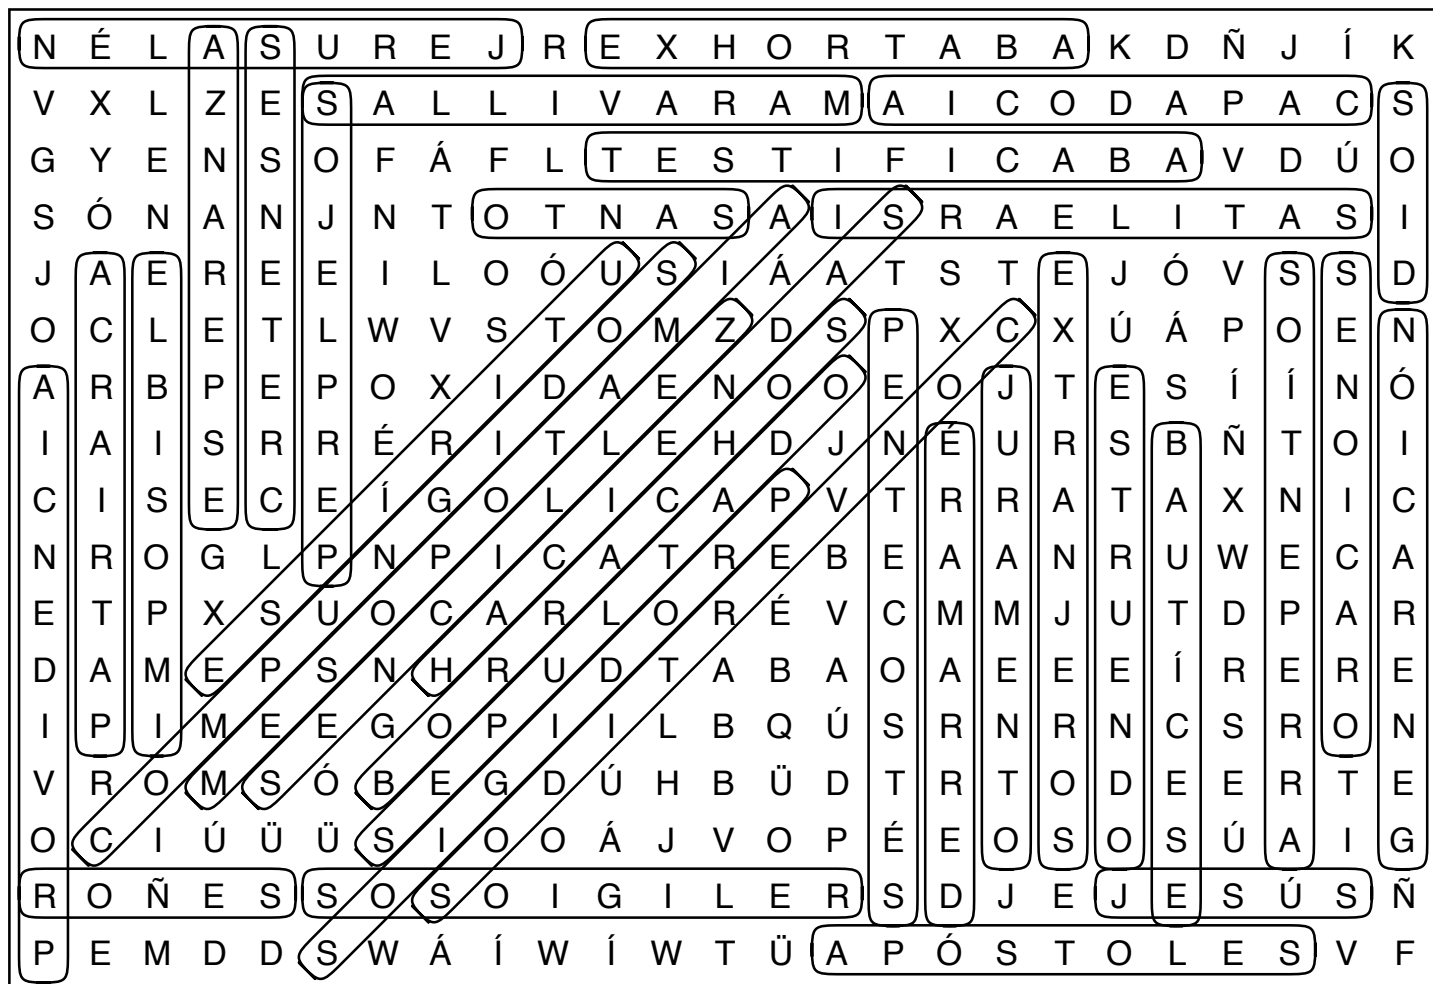 N É L A S U R E J R E X H O R T A B A K D Ñ J Í K
V X L Z E S A L L I V A R A M A I C O D A P A C S
G Y E N S O F Á F L T E S T I F I C A B A V D Ú O
S Ó N A N J N T O T N A S A I S R A E L I T A S I
J A E R E E I L O Ó U S I Á A T S T E J Ó V S S D
O C L E T L W V S T O M Z D S P X C X Ú Á P O E N
A R B P E P O X I D A E N O O E O J T E S Í Í N Ó
I A I S R R É R I T L E H D J N É U R S B Ñ T O I
C I S E C E Í G O L I C A P V T R R A T A X N I C
N R O G L P N P I C A T R E B E A A N R U W E C A
E T P X S U O C A R L O R É V C M M J U T D P A R
D A M E P S N H R U D T A B A O A E E E Í R E R E
I P I M E E G O P I I L B Q Ú S R N R N C S R O N
V R O M S Ó B E G D Ú H B Ü D T R T O D E E R T E
O C I Ú Ü Ü S I O O Á J V O P É E O S O S Ú A I G
R O Ñ E S S O S O I G I L E R S D J E J E S Ú S Ñ
P E M D D S W Á Í W Í W T Ü A P Ó S T O L E S V F